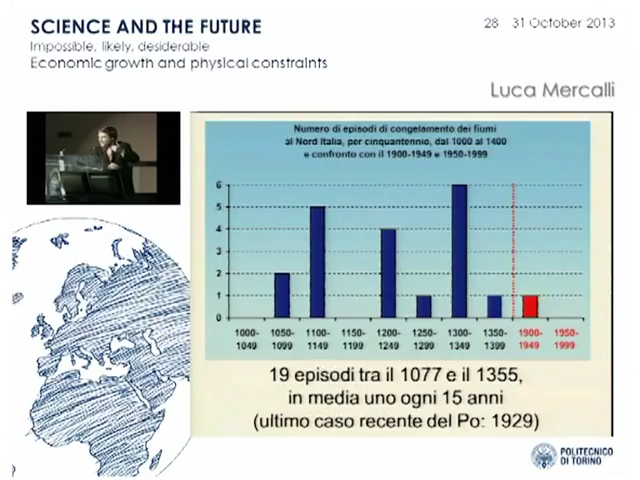 SCIENCE AND THE FUTURE
Impossible, likely, desiderable
Economic growth and physical constraints
28 31 October 2013
Luca Mercalli
Numero di episodi di congelamento dei fiumi
al Nord Italia, per cinquantennio, dal 1000 al 1400
e confronto con il 1900-1949 e 1950-1999
6
5
4
3
2
1
0
1000-1049
1050-1099
1100-1149
1150-1199
1200-1249
1250-1299
1300-1349
1350-1399
1900-1949
1950-1999
19 episodi tra il 1077 e il 1355,
in media uno ogni 15 anni
(ultimo caso recente del Po: 1929)
POLITECNICO
DI TORINO